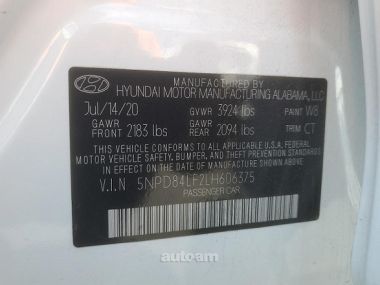 MANUFACTURED BY
HYUNDAI MOTOR MANUFACTURING ALABAMA, LLC
Jul/14/20 GVWR 3924 lbs PAINT W8
GAWR FRONT 2183 lbs GAWR REAR 2094 lbs TRIM CT
THIS VEHICLE CONFORMS TO ALL APPLICABLE U.S.A. FEDERAL
MOTOR VEHICLE SAFETY, BUMPER, AND THEFT PREVENTION STANDARDS
IN EFFECT ON THE DATE OF MANUFACTURE SHOWN ABOVE.
V.I.N 5NPD84LF2LH606375
PASSENGER CAR
autoam